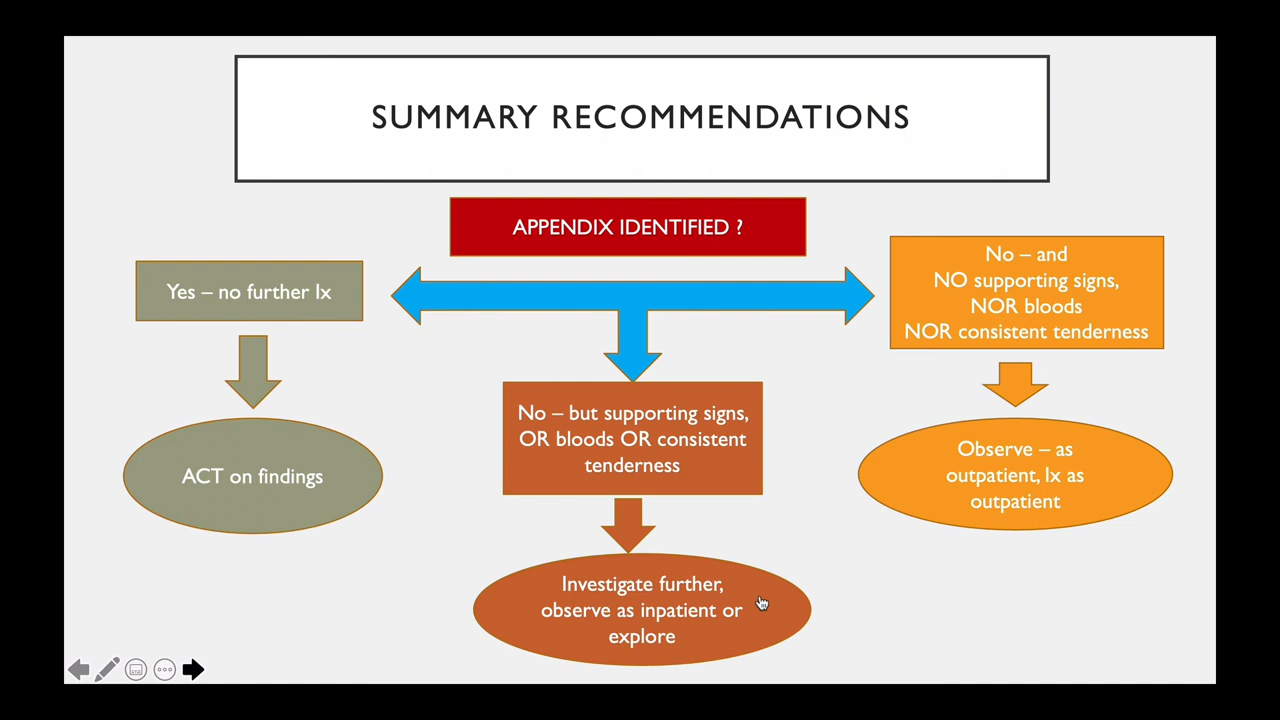 SUMMARY RECOMMENDATIONS
APPENDIX IDENTIFIED ?
Yes – no further Ix
ACT on findings
No – but supporting signs,
OR bloods OR consistent
tenderness
Investigate further,
observe as inpatient or
explore
No – and
NO supporting signs,
NOR bloods
NOR consistent tenderness
Observe – as
outpatient, Ix as
outpatient